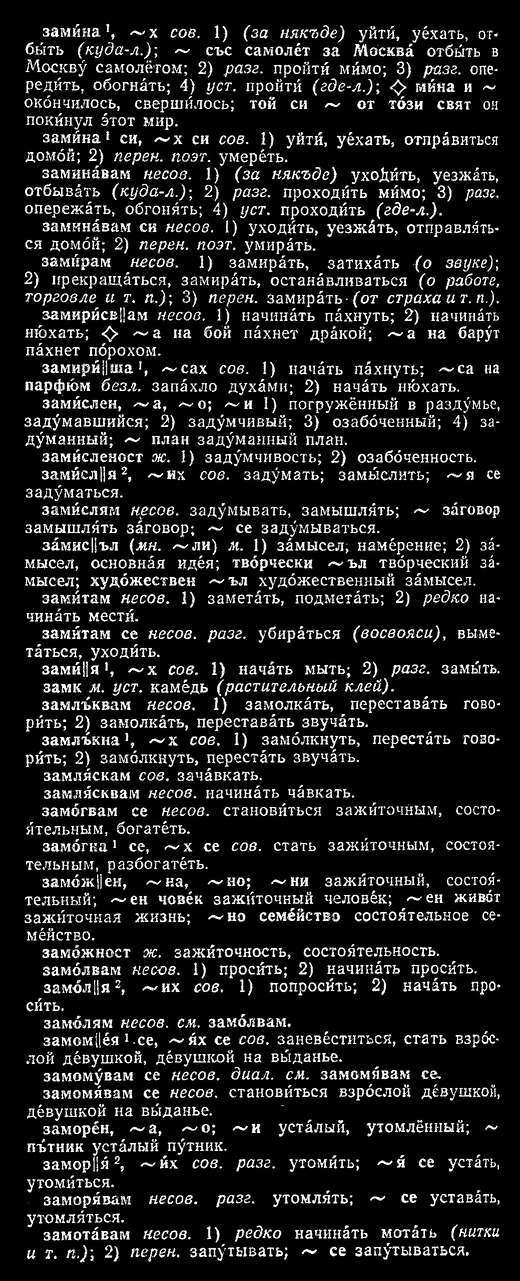 зами́на¹, ~х сов. 1) (за някъде) уйти́, уе́хать, от-
бы́ть (куда-л.); ~ със самоле́т за Москва́ отбы́ть в
Москву́ самолётом; 2) разг. пройти́ ми́мо; 3) разг. опе-
реди́ть, обогна́ть; 4) уст. пройти́ (где-л.); ◇ ми́на и ~
око́нчилось, сверши́лось; той си ~ от то́зи свят он
поки́нул э́тот мир.
зами́на¹ си, ~х си сов. 1) уйти́, уе́хать, отпра́виться
домо́й; 2) перен. поэт. умере́ть.
замина́вам несов. 1) (за някъде) уходи́ть, уезжа́ть,
отбыва́ть (куда-л.); 2) разг. проходи́ть ми́мо; 3) разг.
опережа́ть, обгоня́ть; 4) уст. проходи́ть (где-л.).
замина́вам си несов. 1) уходи́ть, уезжа́ть, отправля́ть-
ся домо́й; 2) перен. поэт. умира́ть.
зами́рам несов. 1) замира́ть, затиха́ть (о звуке);
2) прекраща́ться, замира́ть, остана́вливаться (о работе,
торговле и т. п.); 3) перен. замира́ть (от страха и т. п.).
замири́св||ам несов. 1) начина́ть па́хнуть; 2) начина́ть
ню́хать; ◇ ~а на бой па́хнет дра́кой; ~а на бару́т
па́хнет по́рохом.
замири́||ша¹, ~сах сов. 1) нача́ть па́хнуть; ~са на
парфю́м безл. запа́хло духа́ми; 2) нача́ть ню́хать.
зами́слен, ~а, ~о; ~и 1) погружённый в разду́мье,
заду́мавшийся; 2) заду́мчивый; 3) озабо́ченный; 4) за-
ду́манный; ~ план заду́манный план.
зами́сленост ж. 1) заду́мчивость; 2) озабо́ченность.
зами́сл||я², ~их сов. заду́мать; замы́слить; ~я се
заду́маться.
зами́слям несов. заду́мывать, замышля́ть; ~ за́говор
замышля́ть за́говор; ~ се заду́мываться.
за́мис||ъл (мн. ~ли) м. 1) за́мысел, наме́рение; 2) за́-
мысел, основна́я иде́я; тво́рчески ~ъл тво́рческий за́-
мысел; худо́жествен ~ъл худо́жественный за́мысел.
зами́там несов. 1) замета́ть, подмета́ть; 2) редко на-
чина́ть мести́.
зами́там се несов. разг. убира́ться (восвояси), выме-
та́ться, уходи́ть.
зами́||я¹, ~х сов. 1) нача́ть мыть; 2) разг. замы́ть.
замк м. уст. каме́дь (растительный клей).
замлъ́квам несов. 1) замолка́ть, перестава́ть гово-
ри́ть; 2) замолка́ть, перестава́ть звуча́ть.
замлъ́кна¹, ~х сов. 1) замо́лкнуть, переста́ть гово-
ри́ть; 2) замо́лкнуть, переста́ть звуча́ть.
замля́скам сов. зача́вкать.
замля́сквам несов. начина́ть ча́вкать.
замо́гвам се несов. станови́ться зажи́точным, состо-
я́тельным, богате́ть.
замо́гна¹ се, ~х се сов. стать зажи́точным, состоя́-
тельным, разбогате́ть.
замо́ж||ен, ~на, ~но; ~ни зажи́точный, состоя́-
тельный; ~ен чове́к зажи́точный челове́к; ~ен живо́т
зажи́точная жизнь; ~но семе́йство состоя́тельное се-
ме́йство.
замо́жност ж. зажи́точность, состоя́тельность.
замо́лвам несов. 1) проси́ть; 2) начина́ть проси́ть.
замо́л||я², ~их сов. 1) попроси́ть; 2) нача́ть про-
си́ть.
замо́лям несов. см. замо́лвам.
замом||е́я¹ се, ~я́х се сов. заневе́ститься, стать взро́с-
лой де́вушкой, де́вушкой на вы́данье.
замому́вам се несов. диал. см. замомя́вам се.
замомя́вам се несов. станови́ться взро́слой де́вушкой,
де́вушкой на вы́данье.
заморе́н, ~а, ~о; ~и уста́лый, утомлённый; ~
пъ́тник уста́лый пу́тник.
замор||я́², ~и́х сов. разг. утоми́ть; ~я́ се уста́ть,
утоми́ться.
заморя́вам несов. разг. утомля́ть; ~ се устава́ть,
утомля́ться.
замота́вам несов. 1) редко начина́ть мота́ть (нитки
и т. п.); 2) перен. запу́тывать; ~ се запу́тываться.